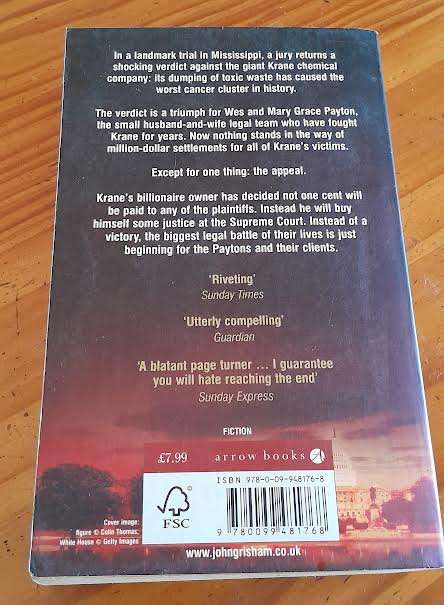 In a landmark trial in Mississippi, a jury returns a
shocking verdict against the giant Krane chemical
company: its dumping of toxic waste has caused the
worst cancer cluster in history.
The verdict is a triumph for Wes and Mary Grace Payton,
the small husband-and-wife legal team who have fought
Krane for years. Now nothing stands in the way of
million-dollar settlements for all of Krane's victims.
Except for one thing: the appeal.
Krane's billionaire owner has decided not one cent will
be paid to any of the plaintiffs. Instead he will buy
himself some justice at the Supreme Court. Instead of a
victory, the biggest legal battle of their lives is just
beginning for the Paytons and their clients.
'Riveting'
Sunday Times
'Utterly compelling'
Guardian
'A blatant page turner ... I guarantee
you will hate reaching the end'
Sunday Express
FICTION
£7.99
arrow books
ISBN 978-0-09-948176-8
FSC
9 780099 481768
Cover image:
figure © Colin Thomas;
White House © Getty Images
www.johngrisham.co.uk